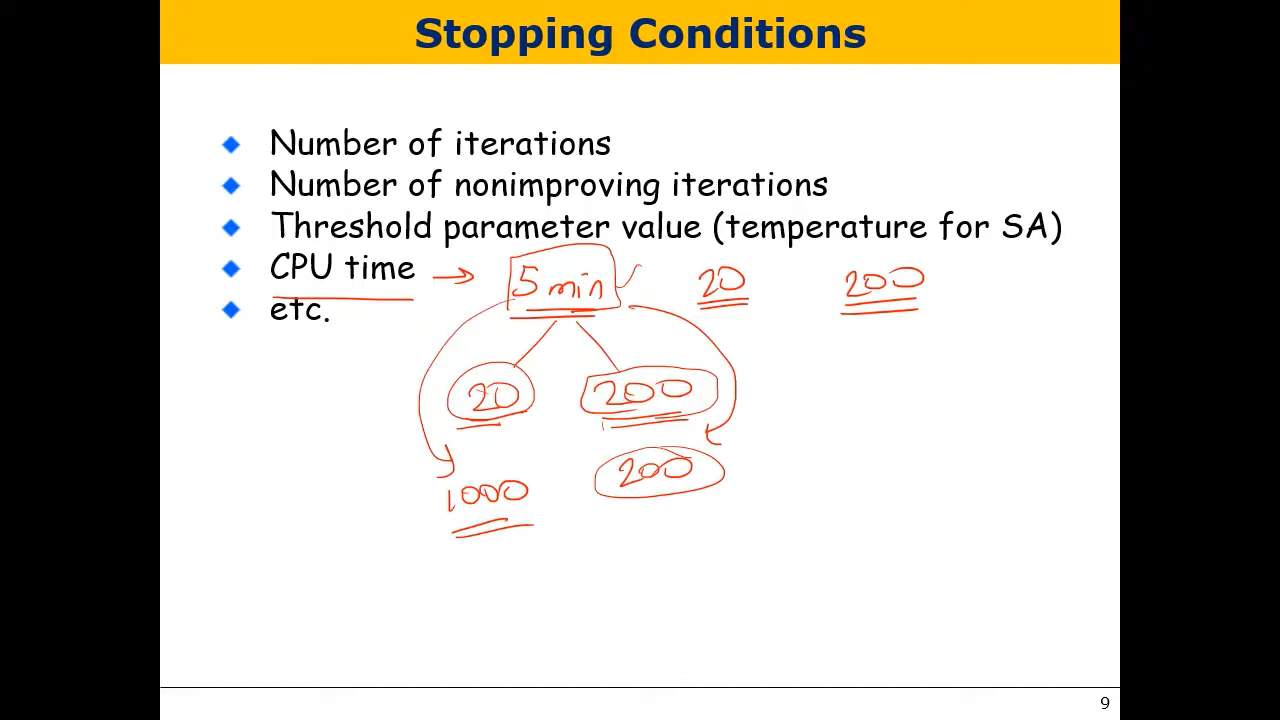 Stopping Conditions
Number of iterations
Number of nonimproving iterations
Threshold parameter value (temperature for SA)
CPU time → 5 min 20 200
etc.
20 200
200
1000
9